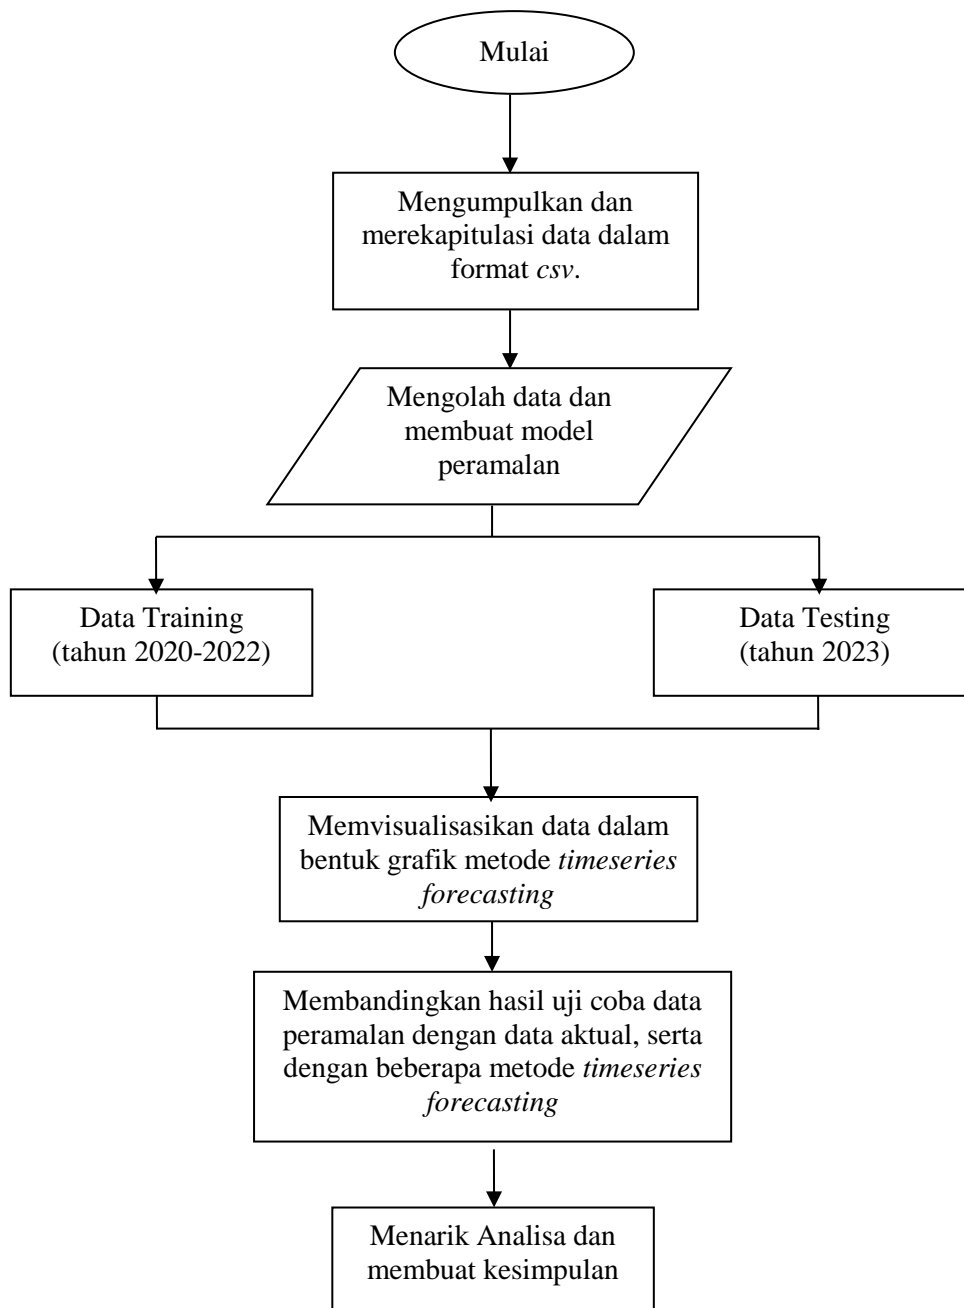 Mulai
Mengumpulkan dan
merekapitulasi data dalam
format csv.
Mengolah data dan
membuat model
peramalan
Data Training
(tahun 2020-2022)
Data Testing
(tahun 2023)
Memvisualisasikan data dalam
bentuk grafik metode timeseries
forecasting
Membandingkan hasil uji coba data
peramalan dengan data aktual, serta
dengan beberapa metode timeseries
forecasting
Menarik Analisa dan
membuat kesimpulan